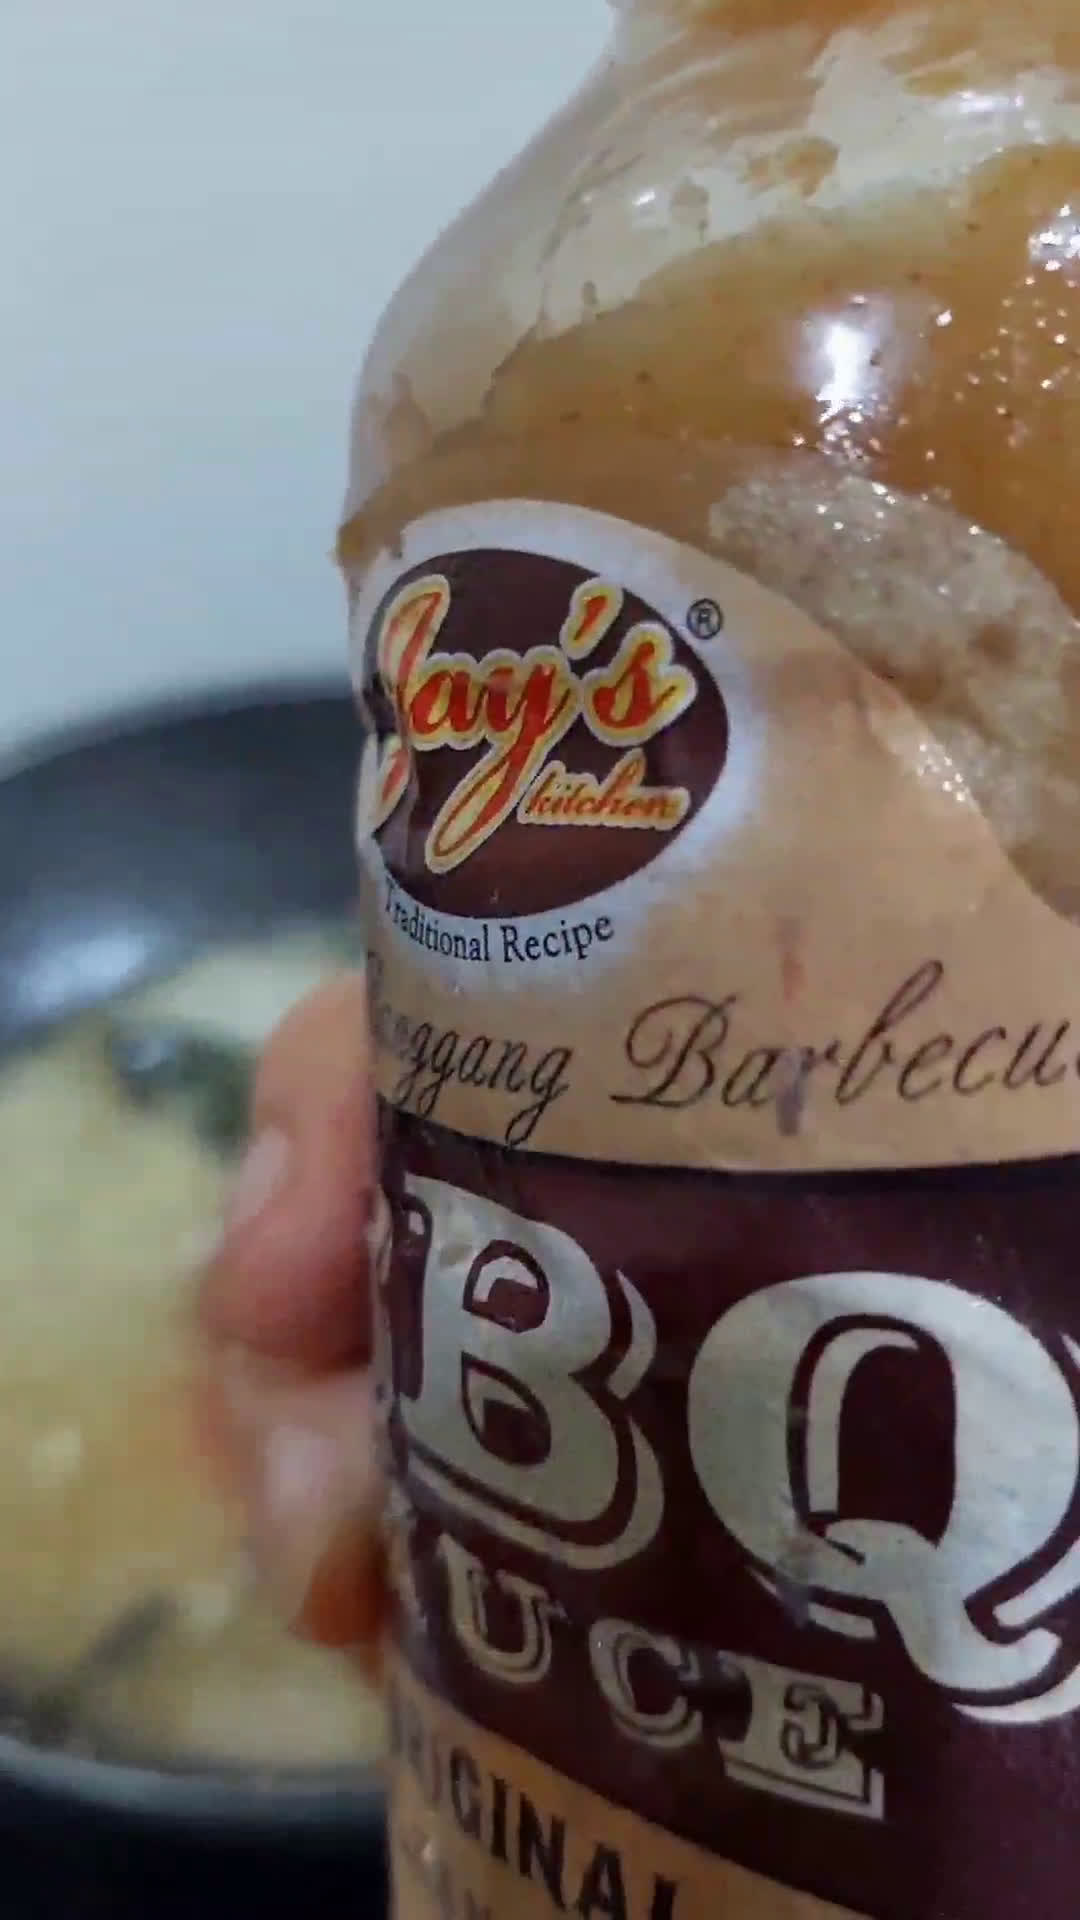 Jay's
®
kitchen
Traditional Recipe
Barbecue
BBQ
SAUCE
ORIGINAL